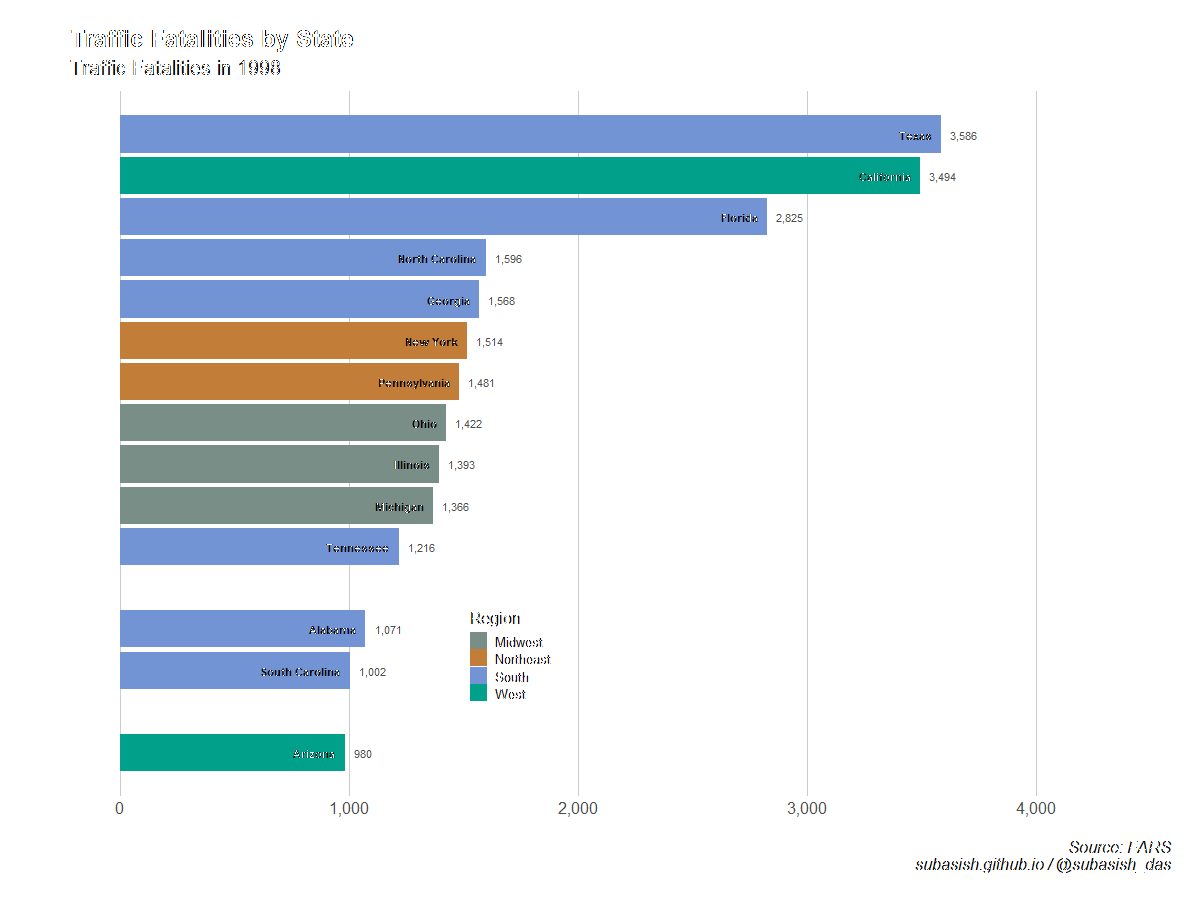 Traffic Fatalities by State
Traffic Fatalities in 1998
Texas 3,586
California 3,494
Florida 2,825
North Carolina 1,596
Georgia 1,568
New York 1,514
Pennsylvania 1,481
Ohio 1,422
Illinois 1,393
Michigan 1,366
Tennessee 1,216
Alabama 1,071
South Carolina 1,002
Arizona 980
Region
Midwest
Northeast
South
West
0 1,000 2,000 3,000 4,000
Source: FARS
subasish.github.io / @subasish_das